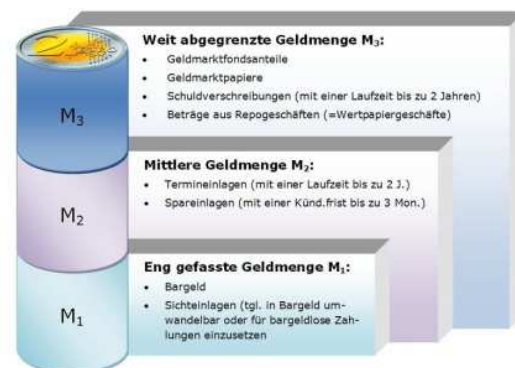 Weit abgegrenzte Geldmenge M₃:
• Geldmarktfondsanteile
• Geldmarktpapiere
• Schuldverschreibungen (mit einer Laufzeit bis zu 2 Jahren)
• Beträge aus Repogeschäften (=Wertpapiergeschäfte)
M₃
Mittlere Geldmenge M₂:
• Termineinlagen (mit einer Laufzeit bis zu 2 J.)
• Spareinlagen (mit einer Künd.frist bis zu 3 Mon.)
M₂
Eng gefasste Geldmenge M₁:
• Bargeld
• Sichteinlagen (tgl. in Bargeld um-
wandelbar oder für bargeldlose Zah-
lungen einzusetzen
M₁
2